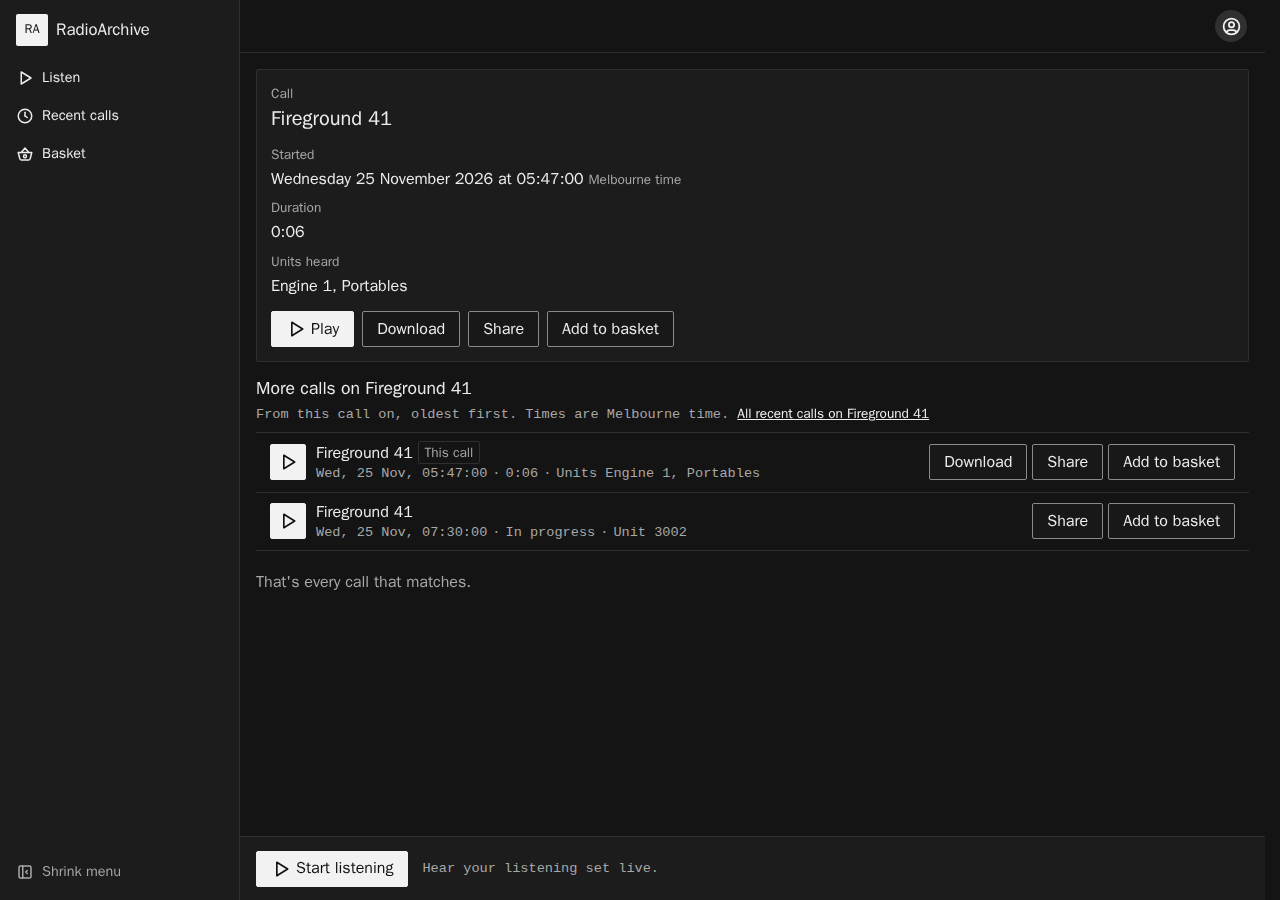 RA RadioArchive
Listen
Recent calls
Basket
Call
Fireground 41
Started
Wednesday 25 November 2026 at 05:47:00 Melbourne time
Duration
0:06
Units heard
Engine 1, Portables
Play Download Share Add to basket
More calls on Fireground 41
From this call on, oldest first. Times are Melbourne time. All recent calls on Fireground 41
Fireground 41 This call
Wed, 25 Nov, 05:47:00 · 0:06 · Units Engine 1, Portables
Download Share Add to basket
Fireground 41
Wed, 25 Nov, 07:30:00 · In progress · Unit 3002
Share Add to basket
That's every call that matches.
Shrink menu
Start listening Hear your listening set live.